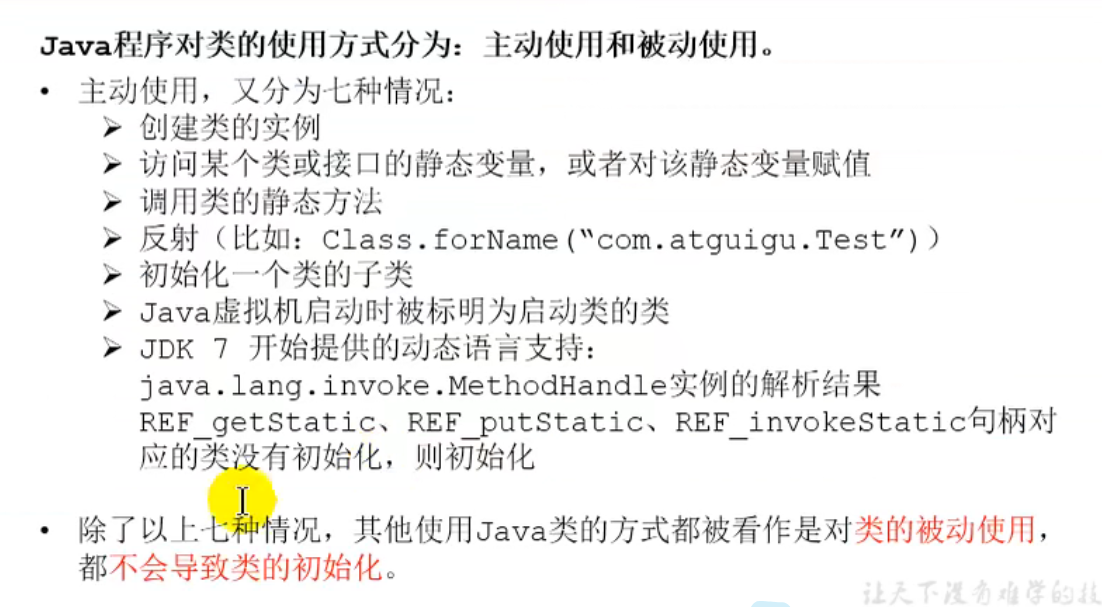 Java程序对类的使用方式分为：主动使用和被动使用。
• 主动使用，又分为七种情况：
➢ 创建类的实例
➢ 访问某个类或接口的静态变量，或者对该静态变量赋值
➢ 调用类的静态方法
➢ 反射（比如：Class.forName(“com.atguigu.Test”)）
➢ 初始化一个类的子类
➢ Java虚拟机启动时被标明为启动类的类
➢ JDK 7 开始提供的动态语言支持：
java.lang.invoke.MethodHandle实例的解析结果
REF_getStatic、REF_putStatic、REF_invokeStatic句柄对
应的类没有初始化，则初始化
• 除了以上七种情况，其他使用Java类的方式都被看作是对类的被动使用，
都不会导致类的初始化。
让天下没有难学的技